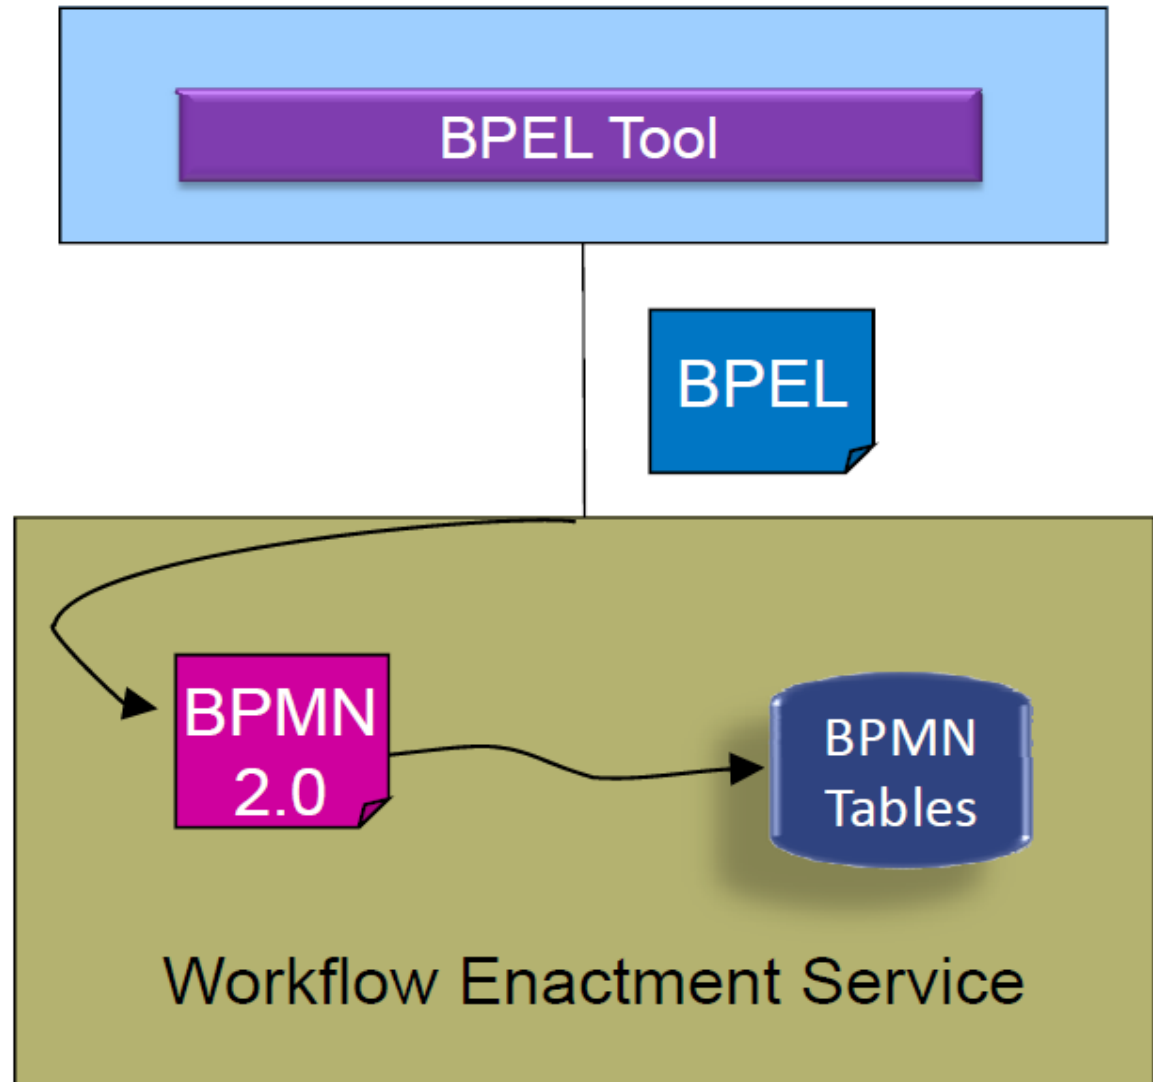 BPEL Tool
BPEL
BPMN
2.0
BPMN
Tables
Workflow Enactment Service